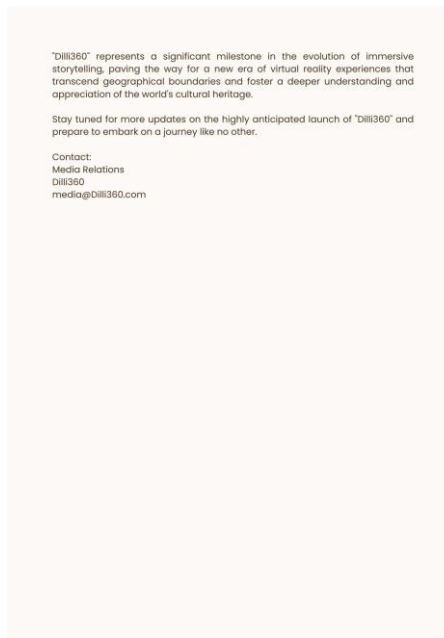 "Dilli360" represents a significant milestone in the evolution of immersive
storytelling, paving the way for a new era of virtual reality experiences that
transcend geographical boundaries and foster a deeper understanding and
appreciation of the world's cultural heritage.
Stay tuned for more updates on the highly anticipated launch of "Dilli360" and
prepare to embark on a journey like no other.
Contact:
Media Relations
Dilli360
media@Dilli360.com